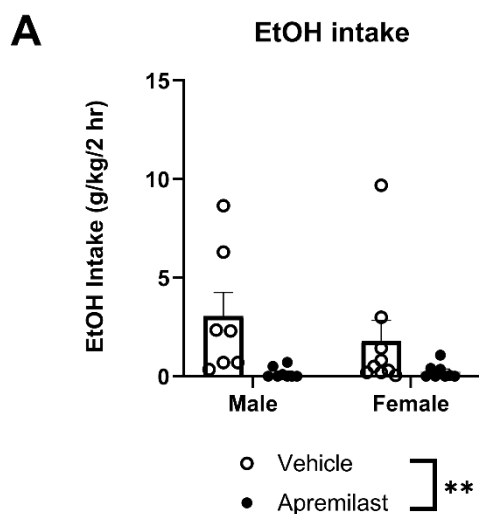 A
EtOH intake
EtOH Intake (g/kg/2 hr)
15
10
5
0
Male Female
Vehicle
Apremilast
**